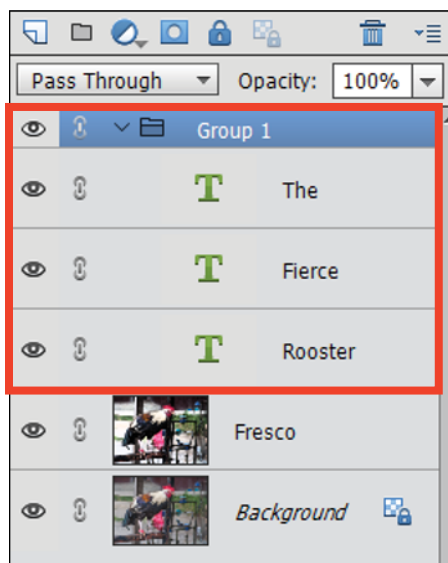 Pass Through Opacity: 100%
Group 1
The
Fierce
Rooster
Fresco
Background